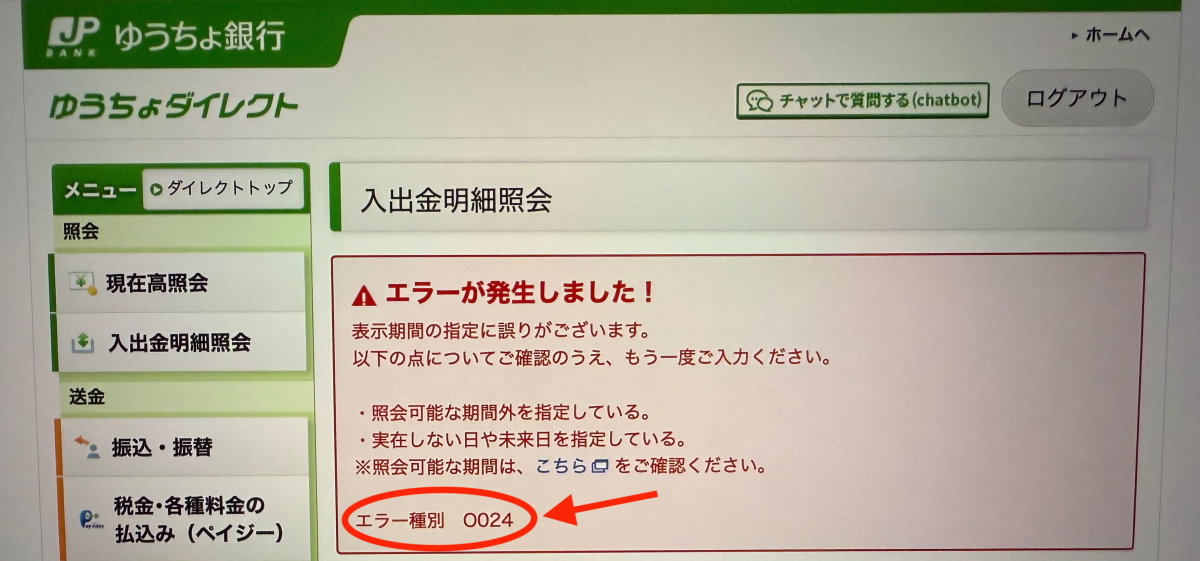 JP
BANK
ゆうちょ銀行
ホームへ
ゆうちょダイレクト
チャットで質問する(chatbot)
ログアウト
メニュー
ダイレクトトップ
照会
現在高照会
入出金明細照会
送金
振込・振替
税金・各種料金の
払込み(ペイジー)
入出金明細照会
エラーが発生しました!
表示期間の指定に誤りがございます。
以下の点についてご確認のうえ、もう一度ご入力ください。
・照会可能な期間外を指定している。
・実在しない日や未来日を指定している。
※照会可能な期間は、こちらをご確認ください。
エラー種別 O024